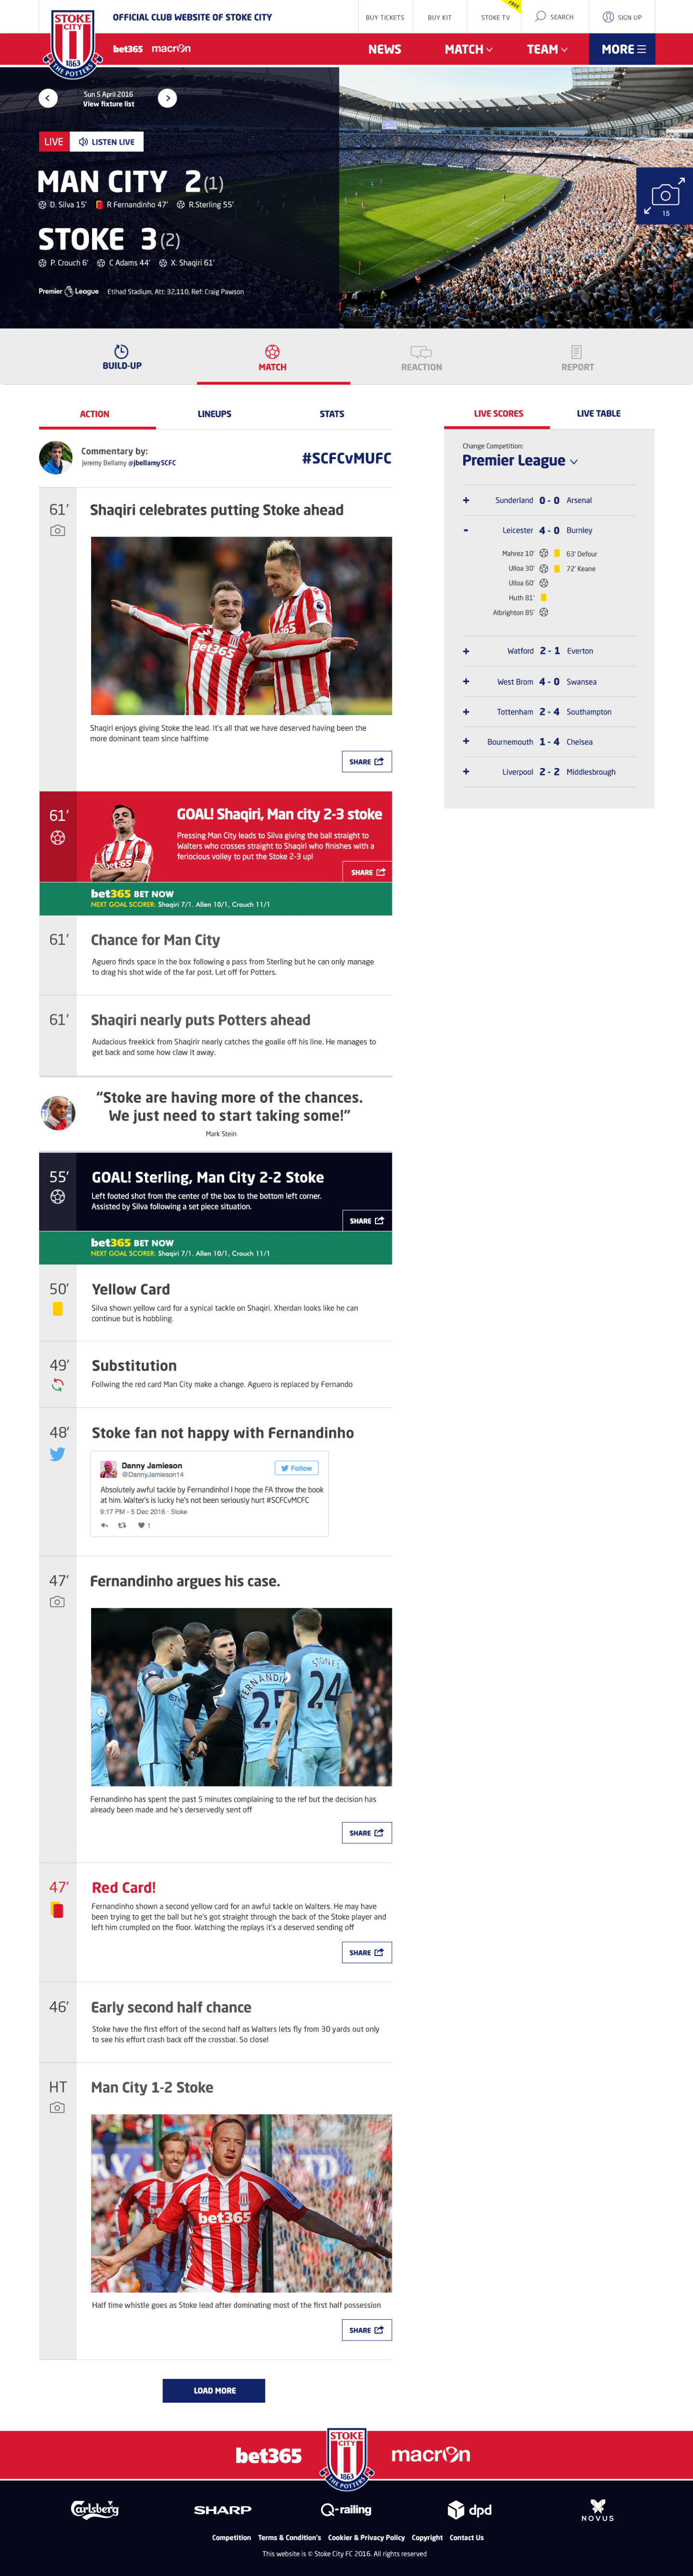 OFFICIAL CLUB WEBSITE OF STOKE CITY
BUY TICKETS
BUY KIT
STOKE TV
FREE
SEARCH
SIGN UP
STOKE CITY
1863
THE POTTERS
bet365
macron
NEWS
MATCH
TEAM
MORE
Sun 5 April 2016
View fixture list
LIVE
LISTEN LIVE
MAN CITY 2 (1)
D. Silva 15' R Fernandinho 47' R.Sterling 55'
STOKE 3 (2)
P. Crouch 6' C Adams 44' X. Shaqiri 61'
Premier League Etihad Stadium, Att: 32,110, Ref: Craig Pawson
15
BUILD-UP
MATCH
REACTION
REPORT
ACTION
LINEUPS
STATS
Commentary by:
Jeremy Bellamy @jbellamySCFC
#SCFCvMUFC
61'
Shaqiri celebrates putting Stoke ahead
bet365
Shaqiri enjoys giving Stoke the lead. It's all that we have deserved having been the
more dominant team since halftime
SHARE
61'
GOAL! Shaqiri, Man city 2-3 stoke
Pressing Man City leads to Silva giving the ball straight to
Walters who crosses straight to Shaqiri who finishes with a
feriocious volley to put the Stoke 2-3 up!
SHARE
bet365 BET NOW
NEXT GOAL SCORER: Shaqiri 7/1. Allen 10/1, Crouch 11/1
61'
Chance for Man City
Aguero finds space in the box following a pass from Sterling but he can only manage
to drag his shot wide of the far post. Let off for Potters.
61'
Shaqiri nearly puts Potters ahead
Audacious freekick from Shaqirir nearly catches the goalie off his line. He manages to
get back and some how claw it away.
"Stoke are having more of the chances.
We just need to start taking some!"
Mark Stein
55'
GOAL! Sterling, Man City 2-2 Stoke
Left footed shot from the center of the box to the bottom left corner.
Assisted by Silva following a set piece situation.
SHARE
bet365 BET NOW
NEXT GOAL SCORER: Shaqiri 7/1. Allen 10/1, Crouch 11/1
50'
Yellow Card
Silva shown yellow card for a synical tackle on Shaqiri. Xherdan looks like he can
continue but is hobbling.
49'
Substitution
Follwing the red card Man City make a change. Aguero is replaced by Fernando
48'
Stoke fan not happy with Fernandinho
Danny Jamieson
@DannyJamieson14
Follow
Absolutely awful tackle by Fernandinho! I hope the FA throw the book
at him. Walter's is lucky he's not been seriously hurt #SCFCvMCFC
9:17 PM - 5 Dec 2016 · Stoke
1
47'
Fernandinho argues his case.
FERNANDI
25
STONES
24
Fernandinho has spent the past 5 minutes complaining to the ref but the decision has
already been made and he's derservedly sent off
SHARE
47'
Red Card!
Fernandinho shown a second yellow card for an awful tackle on Walters. He may have
been trying to get the ball but he's got straight through the back of the Stoke player and
left him crumpled on the floor. Watching the replays it's a deserved sending off
SHARE
46'
Early second half chance
Stoke have the first effort of the second half as Walters lets fly from 30 yards out only
to see his effort crash back off the crossbar. So close!
HT
Man City 1-2 Stoke
bet365
Half time whistle goes as Stoke lead after dominating most of the first half possession
SHARE
LOAD MORE
LIVE SCORES
LIVE TABLE
Change Competition:
Premier League
+ Sunderland 0 - 0 Arsenal
- Leicester 4 - 0 Burnley
Mahrez 10' 63' Defour
Ulloa 30' 72' Keane
Ulloa 60'
Huth 81'
Albrighton 85'
+ Watford 2 - 1 Everton
+ West Brom 4 - 0 Swansea
+ Tottenham 2 - 4 Southampton
+ Bournemouth 1 - 4 Chelsea
+ Liverpool 2 - 2 Middlesbrough
bet365
STOKE CITY
1863
THE POTTERS
macron
Carlsberg
SHARP
Q-railing
dpd
NOVUS
Competition Terms & Condition's Cookier & Privacy Policy Copyright Contact Us
This website is © Stoke City FC 2016. All rights reserved